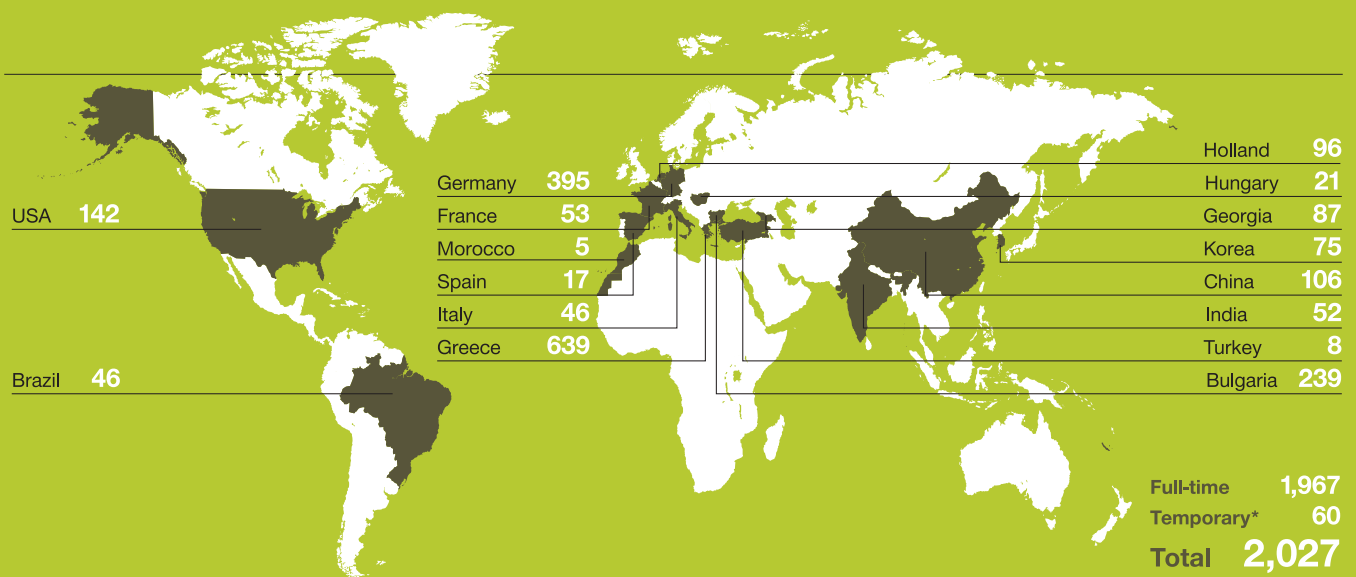 USA 142
Brazil 46
Germany 395
France 53
Morocco 5
Spain 17
Italy 46
Greece 639
Holland 96
Hungary 21
Georgia 87
Korea 75
China 106
India 52
Turkey 8
Bulgaria 239
Full-time 1,967
Temporary* 60
Total 2,027